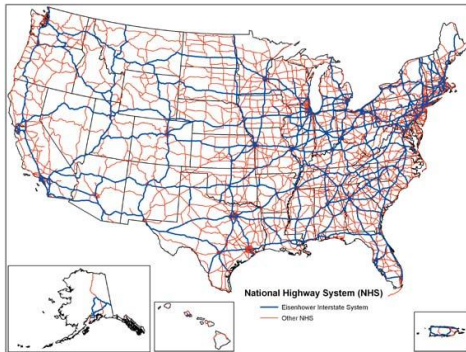 National Highway System (NHS)
Eisenhower Interstate System
Other NHS